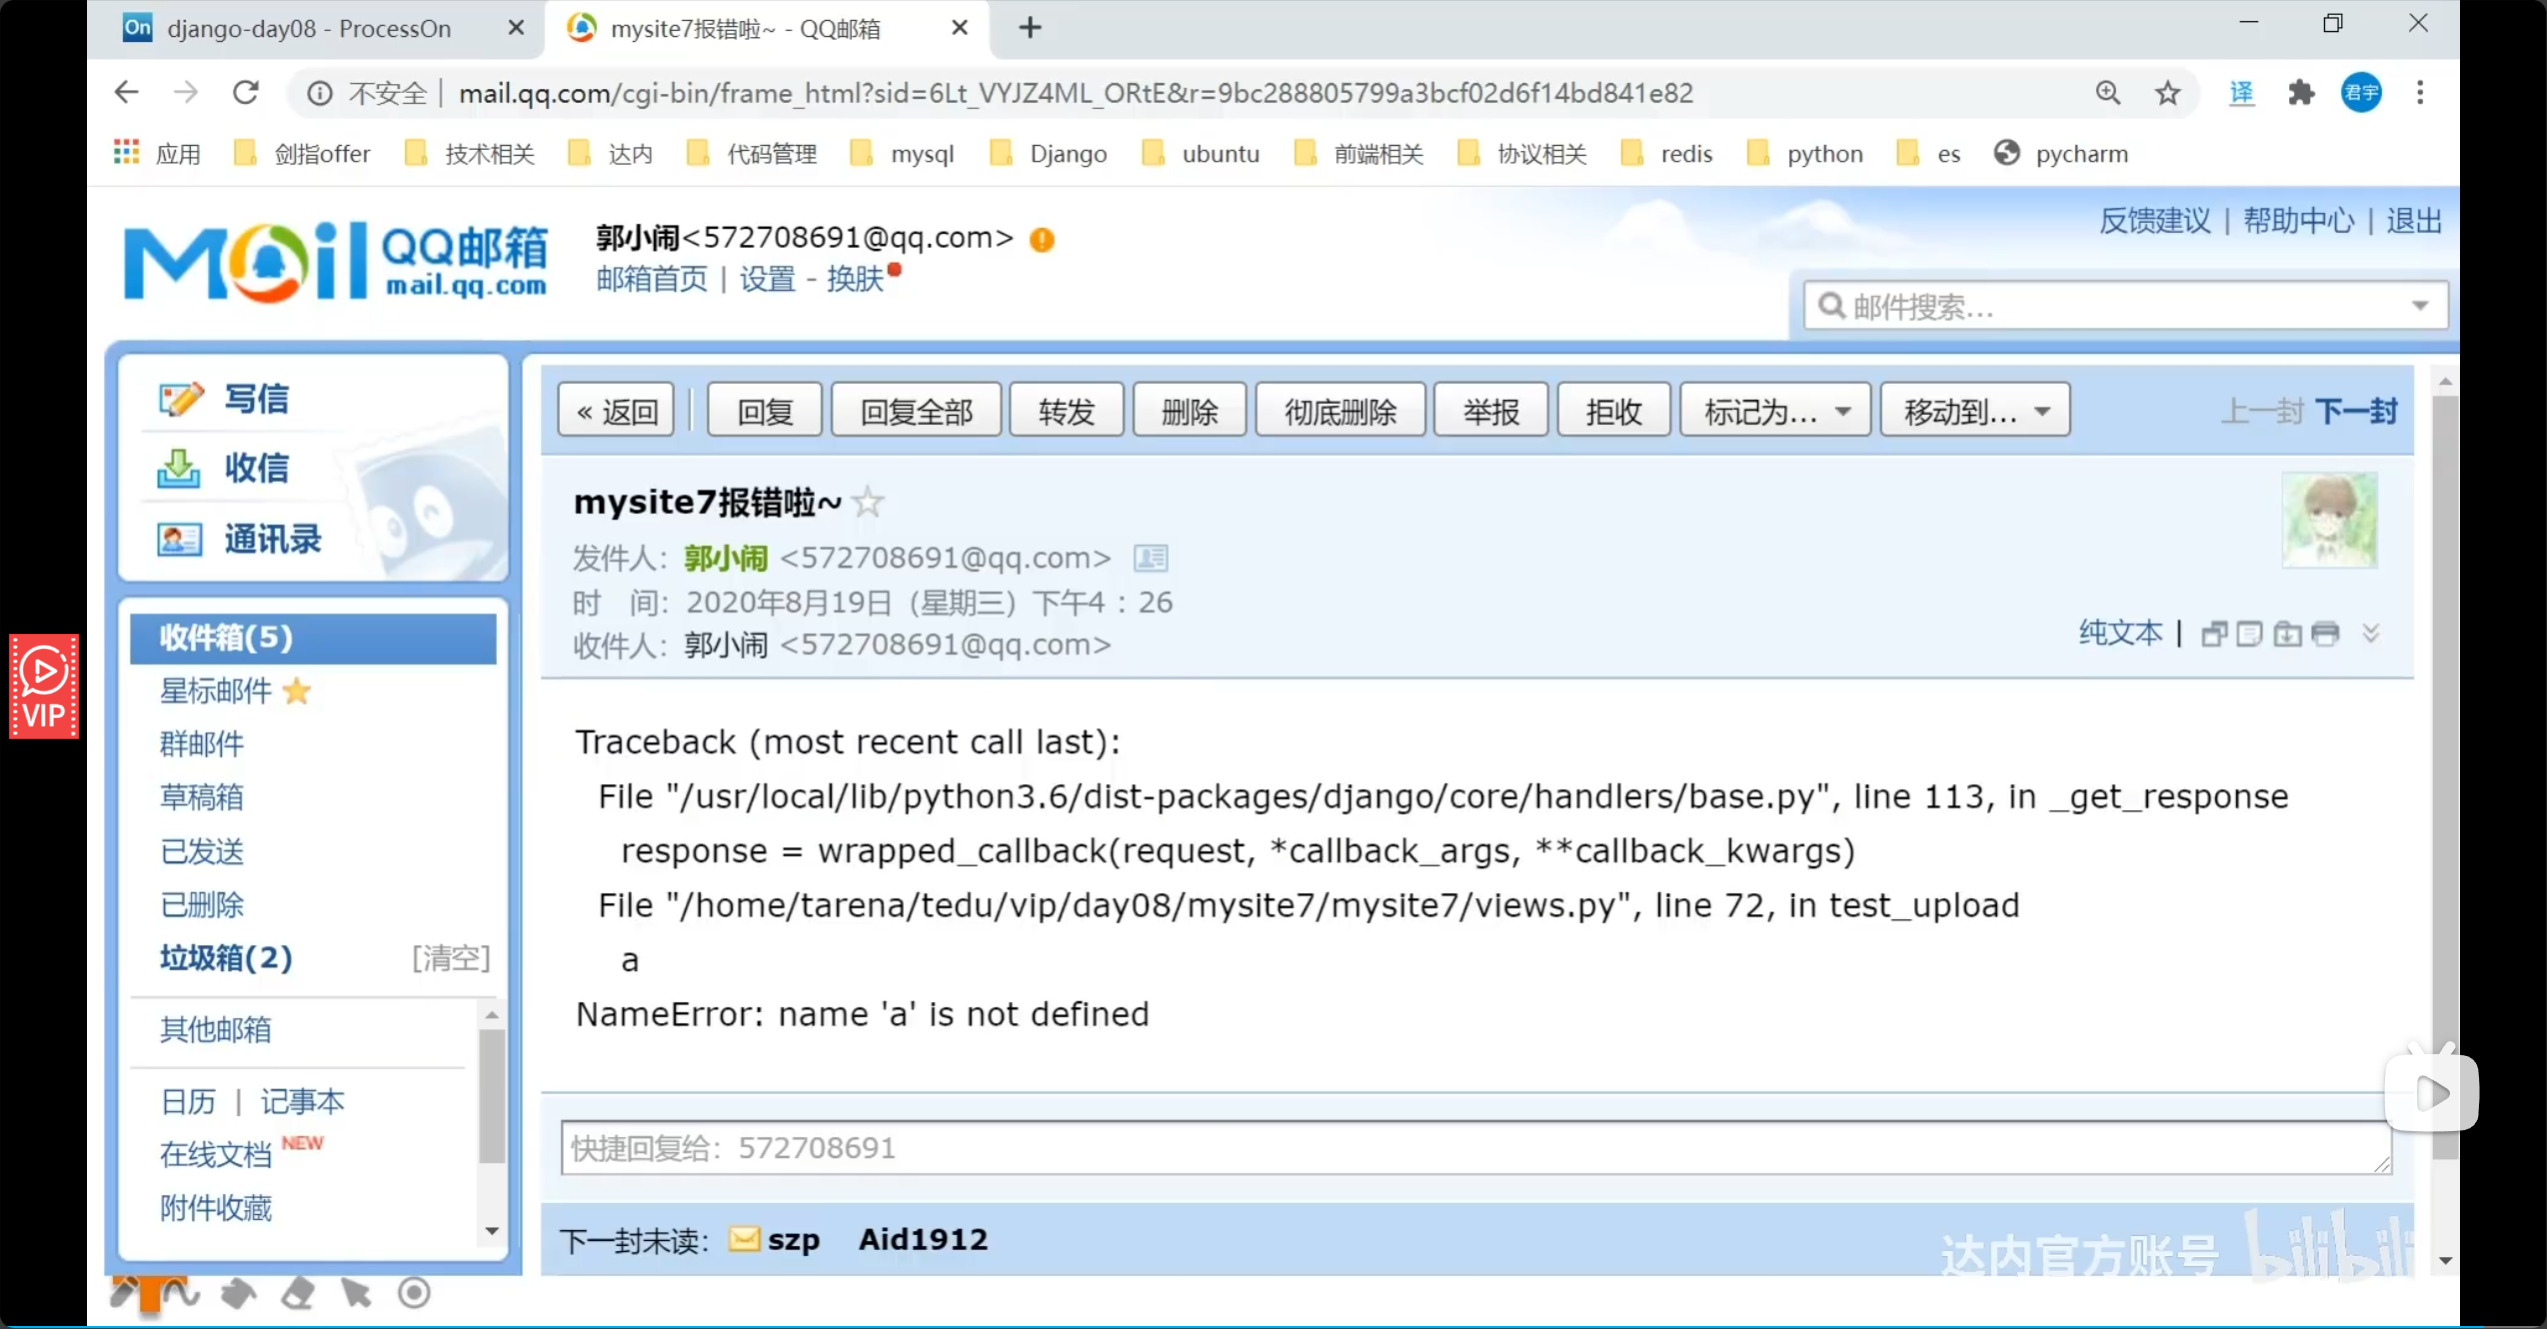 On django-day08 - ProcessOn
mysite7报错啦~ - QQ邮箱
不安全 | mail.qq.com/cgi-bin/frame_html?sid=6Lt_VYJZ4ML_ORtE&r=9bc288805799a3bcf02d6f14bd841e82
译
君宇
应用 剑指offer 技术相关 达内 代码管理 mysql Django ubuntu 前端相关 协议相关 redis python es pycharm
Mail QQ邮箱
mail.qq.com
郭小闹<572708691@qq.com>
邮箱首页 | 设置 - 换肤
反馈建议 | 帮助中心 | 退出
邮件搜索...
写信
收信
通讯录
收件箱(5)
星标邮件
群邮件
草稿箱
已发送
已删除
垃圾箱(2) [清空]
其他邮箱
日历 | 记事本
在线文档 NEW
附件收藏
« 返回 回复 回复全部 转发 删除 彻底删除 举报 拒收 标记为... 移动到... 上一封 下一封
mysite7报错啦~
发件人：郭小闹 <572708691@qq.com>
时 间：2020年8月19日（星期三）下午4：26
收件人：郭小闹 <572708691@qq.com>
纯文本 |
Traceback (most recent call last):
File "/usr/local/lib/python3.6/dist-packages/django/core/handlers/base.py", line 113, in _get_response
response = wrapped_callback(request, *callback_args, **callback_kwargs)
File "/home/tarena/tedu/vip/day08/mysite7/mysite7/views.py", line 72, in test_upload
a
NameError: name 'a' is not defined
快捷回复给：572708691
下一封未读： szp Aid1912
VIP
达内官方账号 bilibili